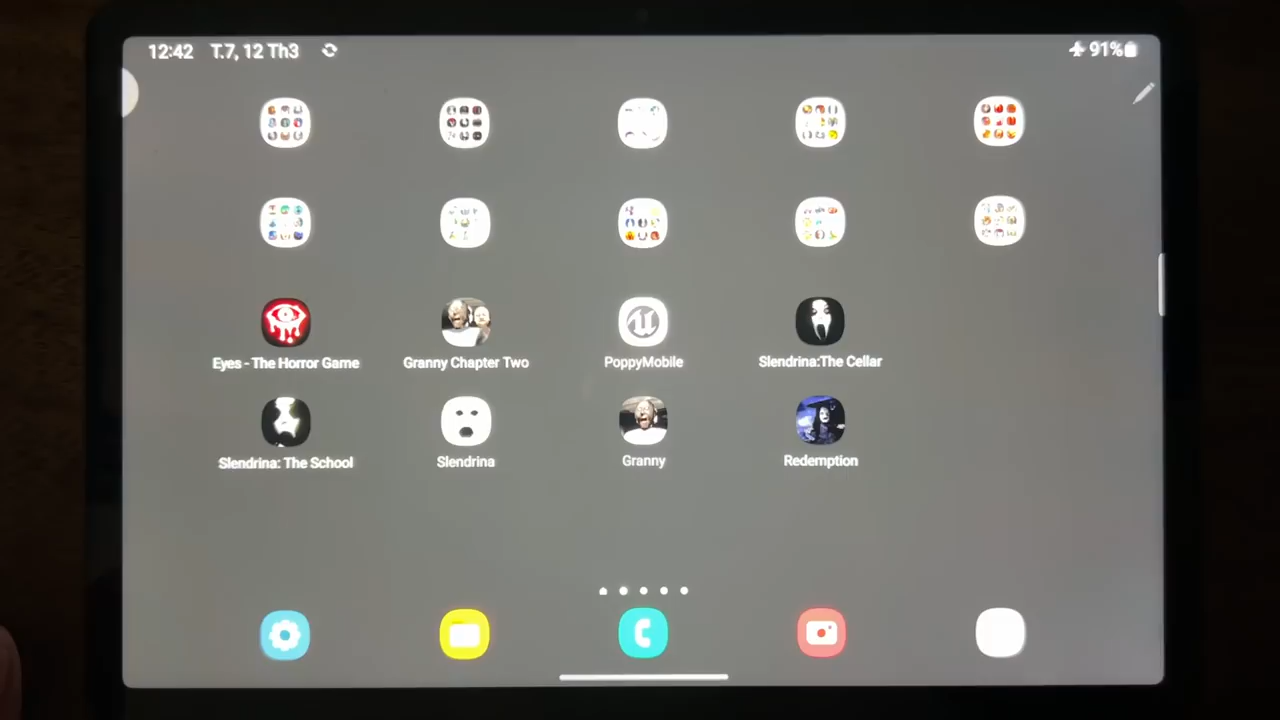 12:42 T.7, 12 Th3 91%
Eyes - The Horror Game Granny Chapter Two PoppyMobile Slendrina:The Cellar
Slendrina: The School Slendrina Granny Redemption